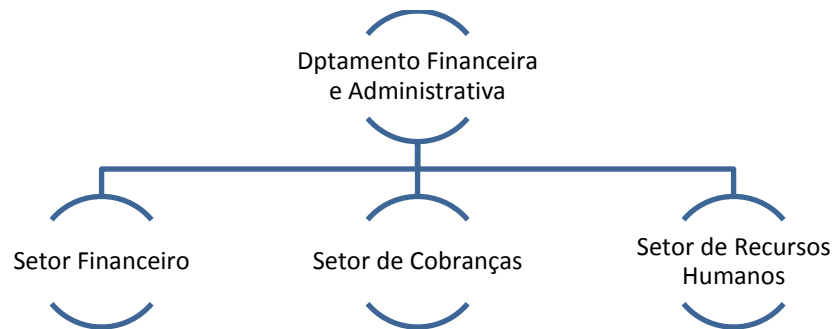 Dptamento Financeira
e Administrativa
Setor Financeiro
Setor de Cobranças
Setor de Recursos
Humanos